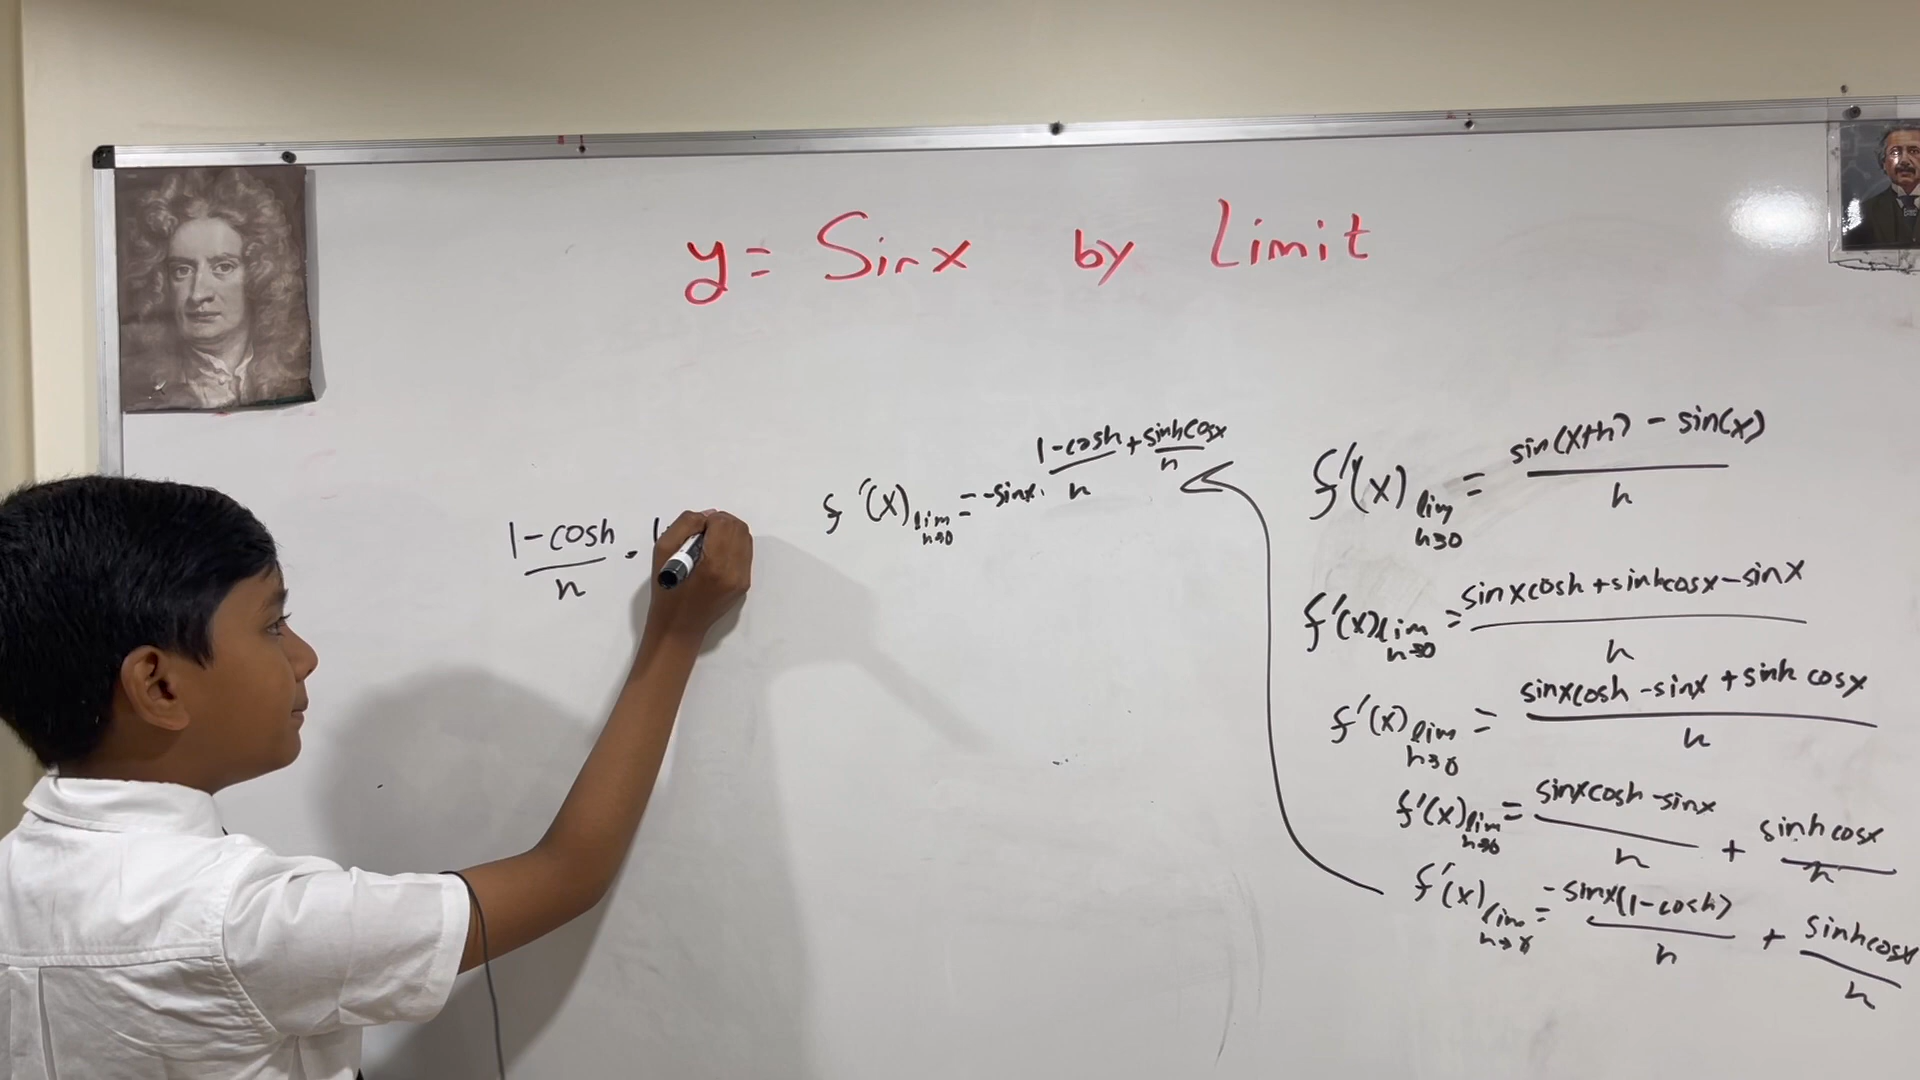 y = Sinx by Limit
f'(x) lim h→0 = sin(x+h) - sin(x) / h
f'(x) lim h→0 = sinxcosh + sinhcosx - sinx / h
f'(x) lim h→0 = sinxcosh - sinx + sinh cosx / h
f'(x) lim h→0 = sinxcosh - sinx / h + sinh cosx / h
f'(x) lim = -sinx(1-cosh) / h + sinhcosx / h
f'(x) lim h→0 = -sinx · 1-cosh / h + sinhcosx / h
1-cosh / h ·